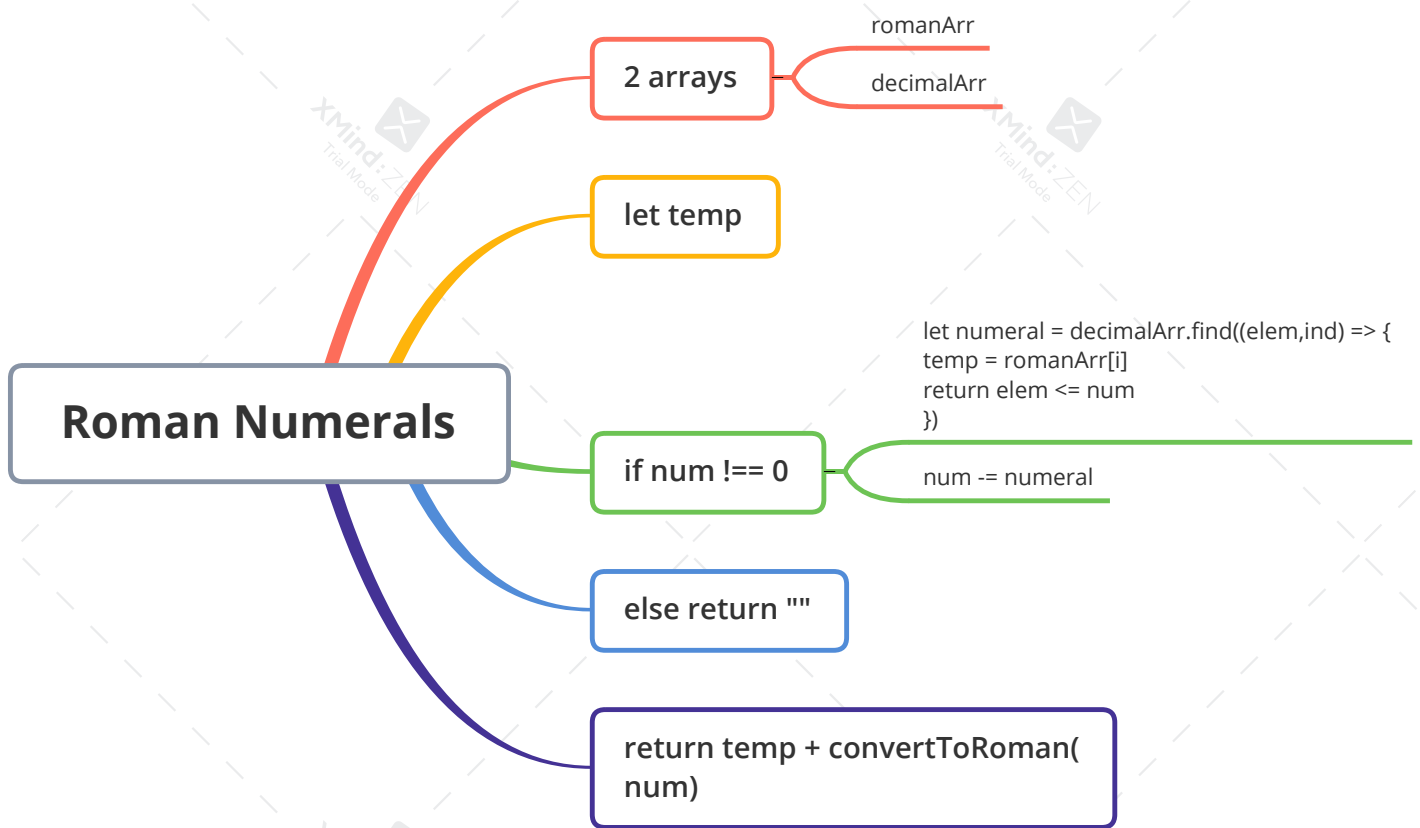 romanArr
2 arrays
decimalArr
XMind:ZEN
Trial Mode
XMind:ZEN
Trial Mode
let temp
let numeral = decimalArr.find((elem,ind) => {
temp = romanArr[i]
return elem <= num
})
Roman Numerals
if num !== 0
num -= numeral
else return ""
return temp + convertToRoman(
num)